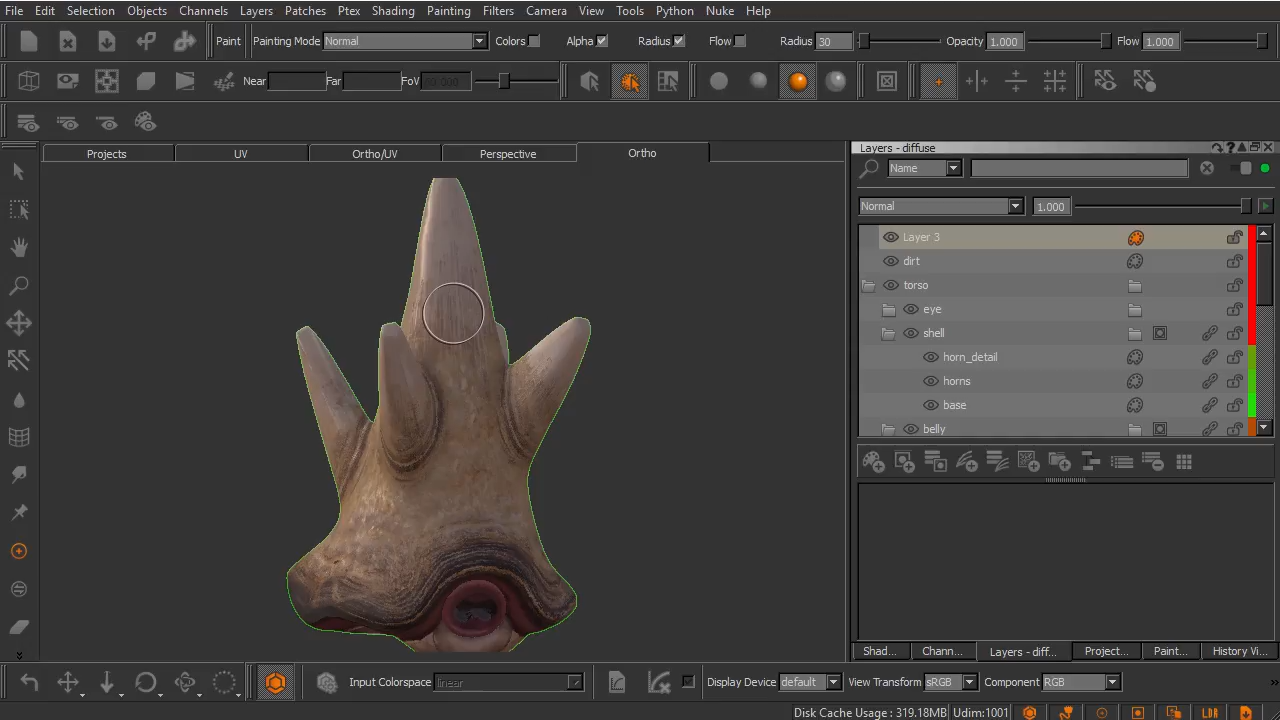 File Edit Selection Objects Channels Layers Patches Ptex Shading Painting Filters Camera View Tools Python Nuke Help
Paint Painting Mode Normal Colors Alpha Radius Flow Radius 30 Opacity 1.000 Flow 1.000
Near Far FoV
Projects UV Ortho/UV Perspective Ortho
Layers - diffuse
Name
Normal 1.000
Layer 3
dirt
torso
eye
shell
horn_detail
horns
base
belly
Shad... Chann... Layers - diff... Project... Paint... History Vi...
Input Colorspace linear Display Device default View Transform sRGB Component RGB
Disk Cache Usage : 319.18MB Udim:1001 LDR